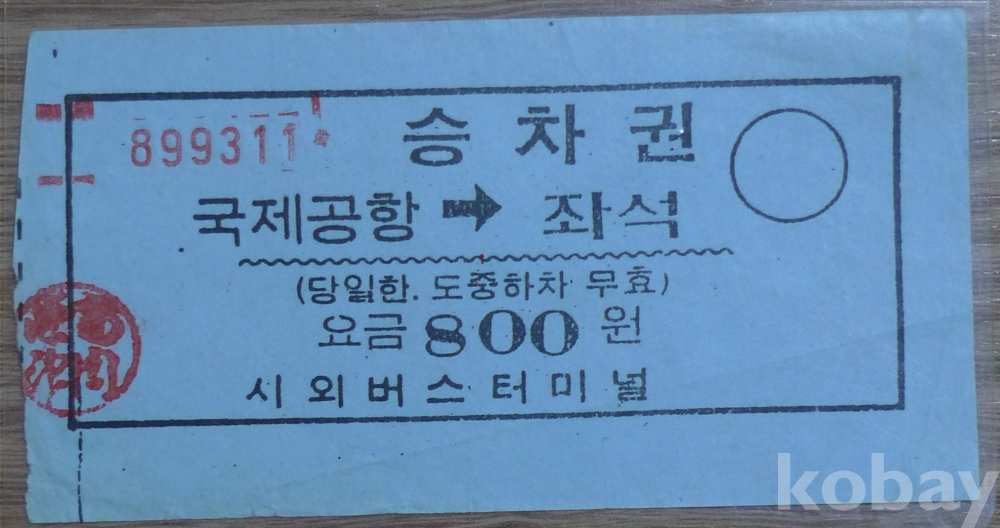 승차권
899311
국제공항 → 좌석
(당일한. 도중하차 무효)
요금 800 원
시외버스터미널
kobay